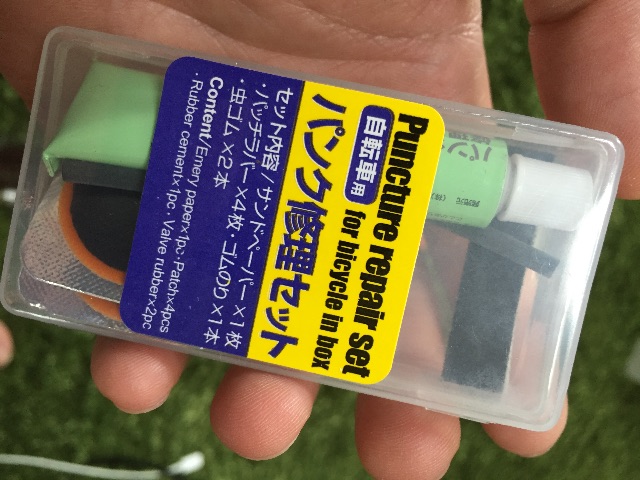 Puncture repair set
for bicycle in box
自転車用
パンク修理セット
セット内容/サンドペーパー×1枚
・パッチラバー×4枚・ゴムのり×1本
・虫ゴム×2本
Content/Emery paper×1pc・Patch×4pcs
・Rubber cement×1pc・Valve rubber×2pc
パン